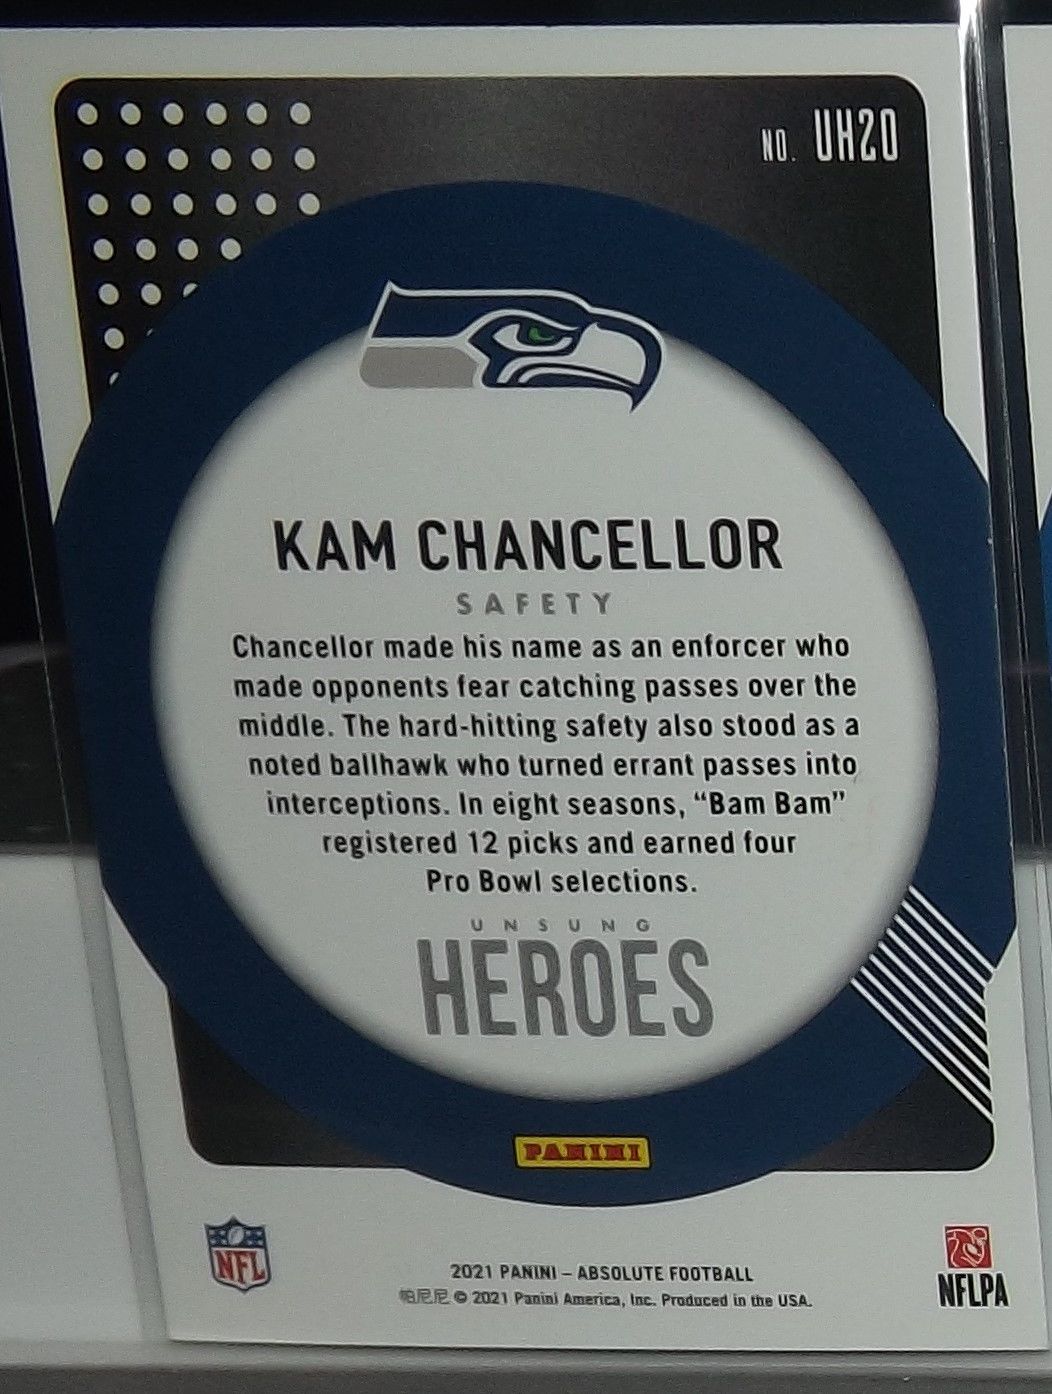 NO. UH20
KAM CHANCELLOR
SAFETY
Chancellor made his name as an enforcer who
made opponents fear catching passes over the
middle. The hard-hitting safety also stood as a
noted ballhawk who turned errant passes into
interceptions. In eight seasons, “Bam Bam”
registered 12 picks and earned four
Pro Bowl selections.
UNSUNG
HEROES
PANINI
NFL
NFLPA
2021 PANINI – ABSOLUTE FOOTBALL
帕尼尼 © 2021 Panini America, Inc. Produced in the USA.